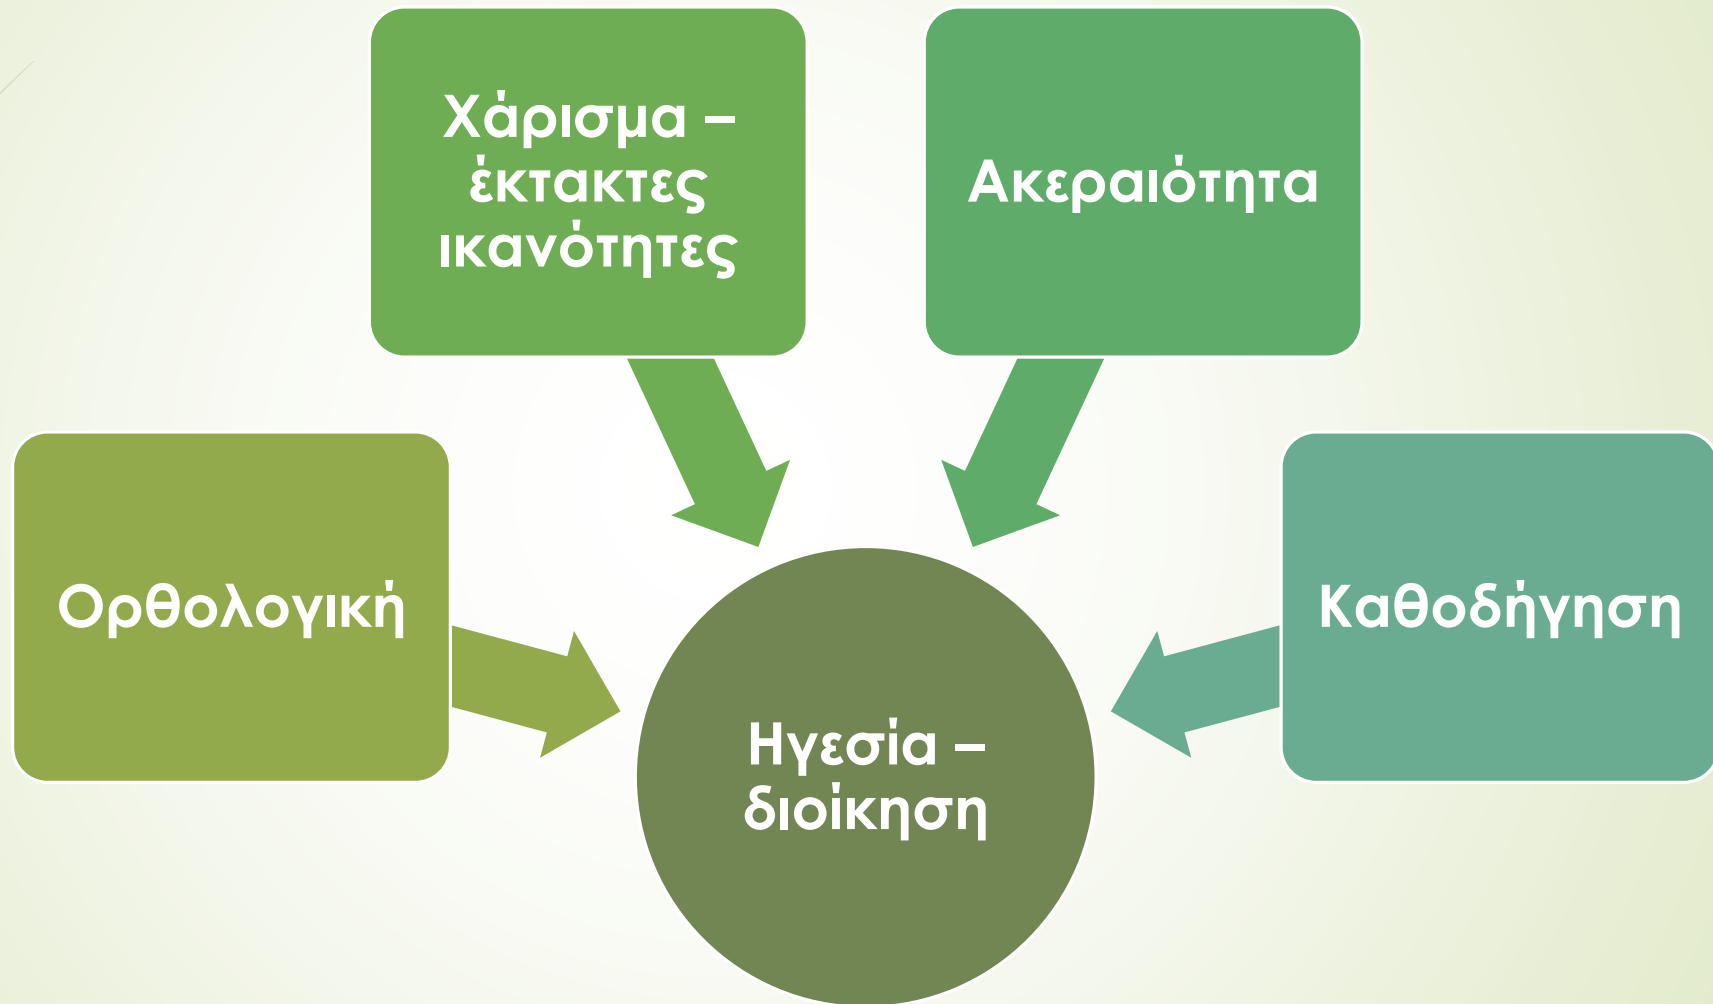 Χάρισμα –
έκτακτες
ικανότητες
Ακεραιότητα
Ορθολογική
Καθοδήγηση
Ηγεσία –
διοίκηση